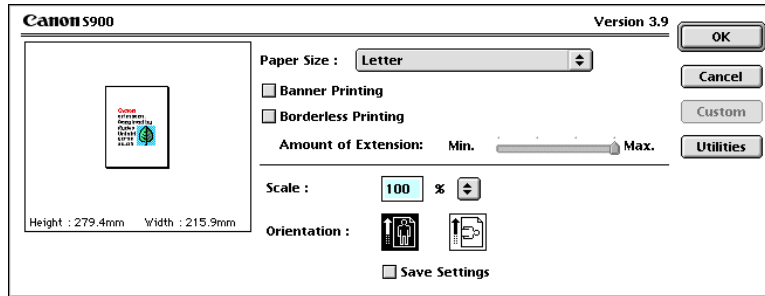 Canon S900
Version 3.9
OK
Paper Size : Letter
Cancel
Banner Printing
Borderless Printing
Custom
Amount of Extension: Min. Max.
Utilities
Canon
Scale : 100 %
Height : 279.4mm Width : 215.9mm
Orientation :
Save Settings